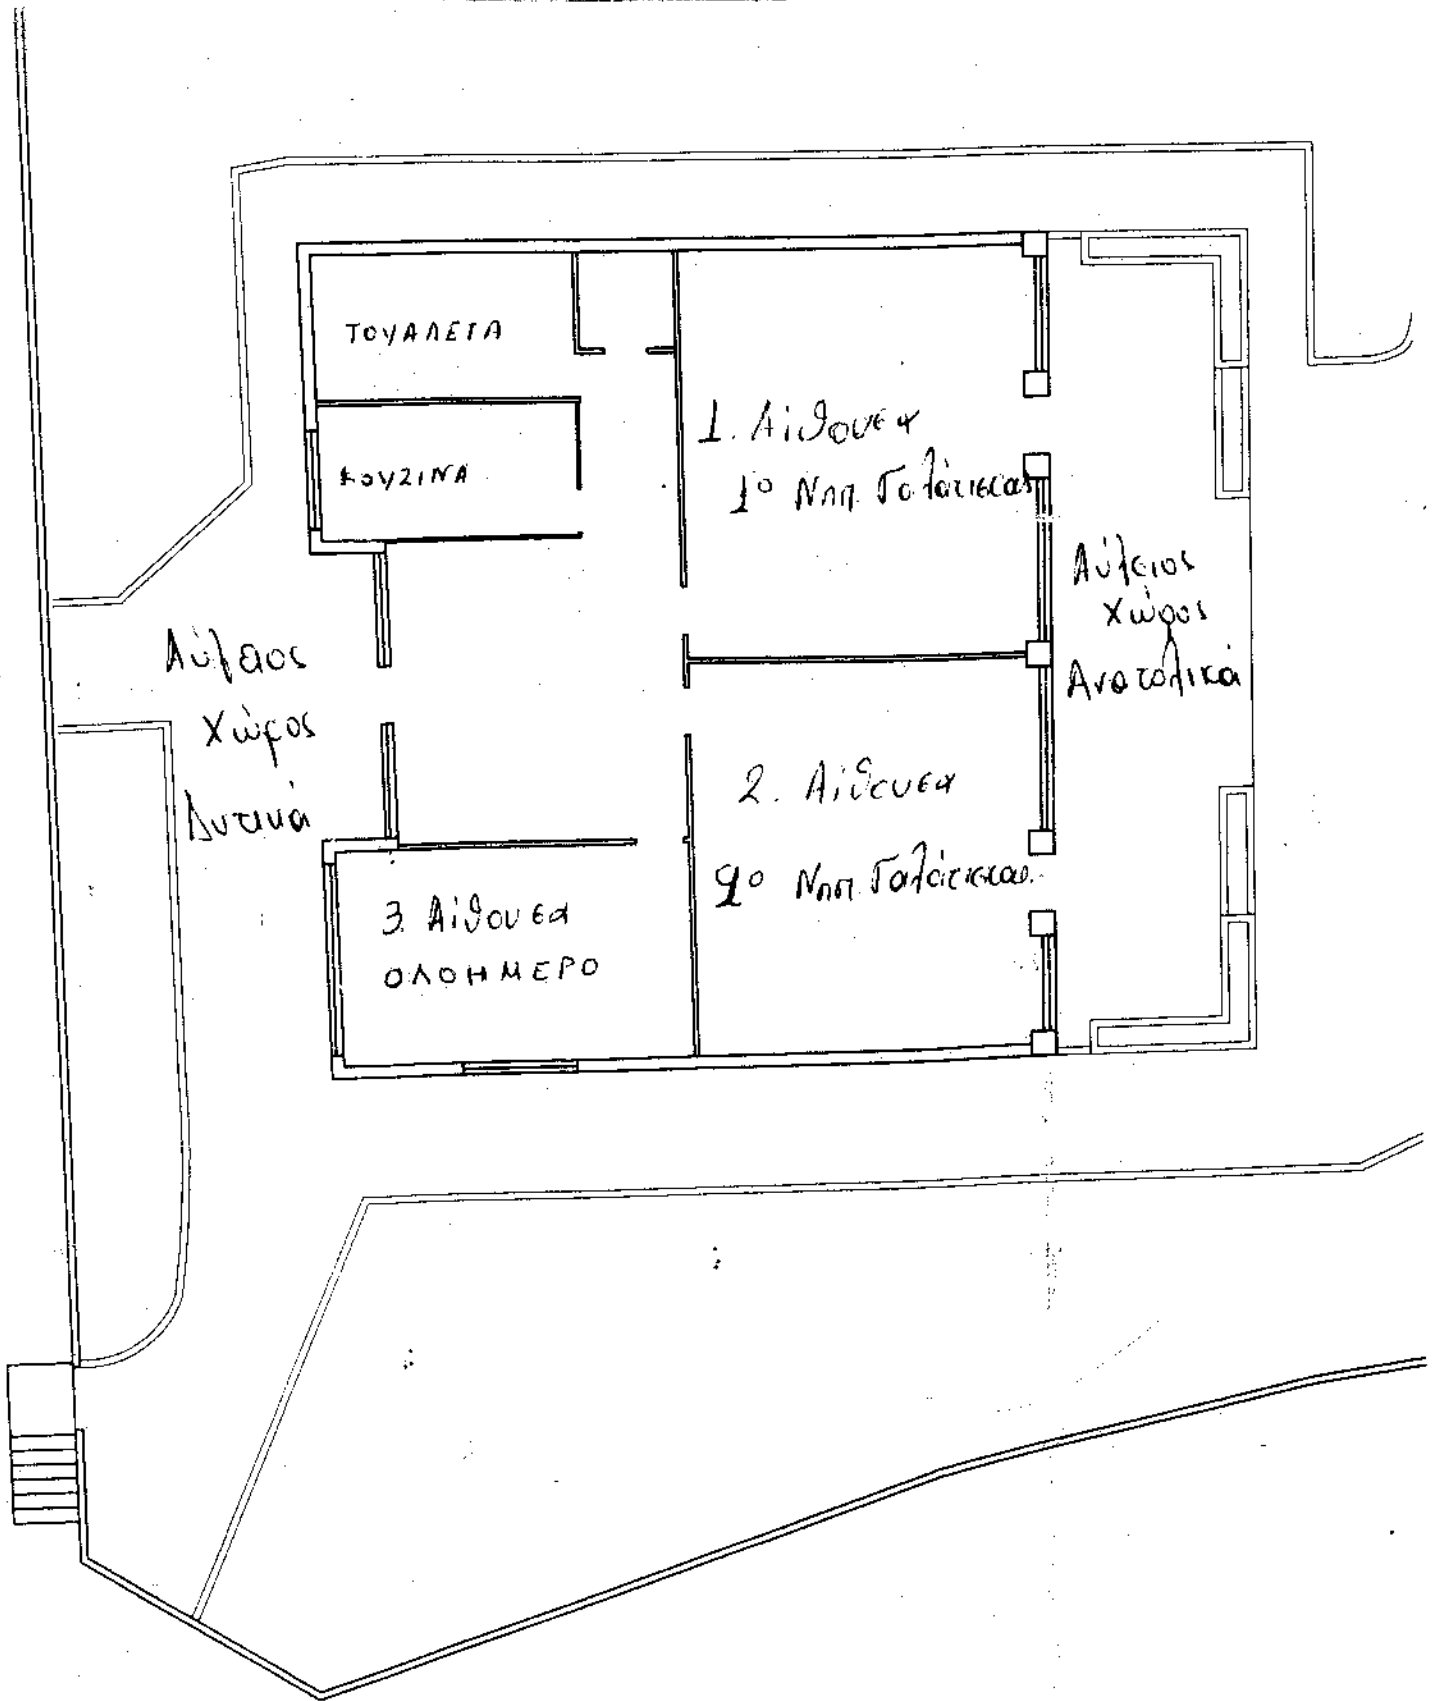 ΤΟΥΑΛΕΤΑ
ΚΟΥΖΙΝΑ
1. Αίθουσα
1ο Νηπ. Γαλάτιστας
Αύλειος
Χώρος
Ανατολικά
Αύλειος
Χώρος
Δυτικά
2. Αίθουσα
2ο Νηπ. Γαλάτιστας
3. Αίθουσα
ΟΛΟΗΜΕΡΟ